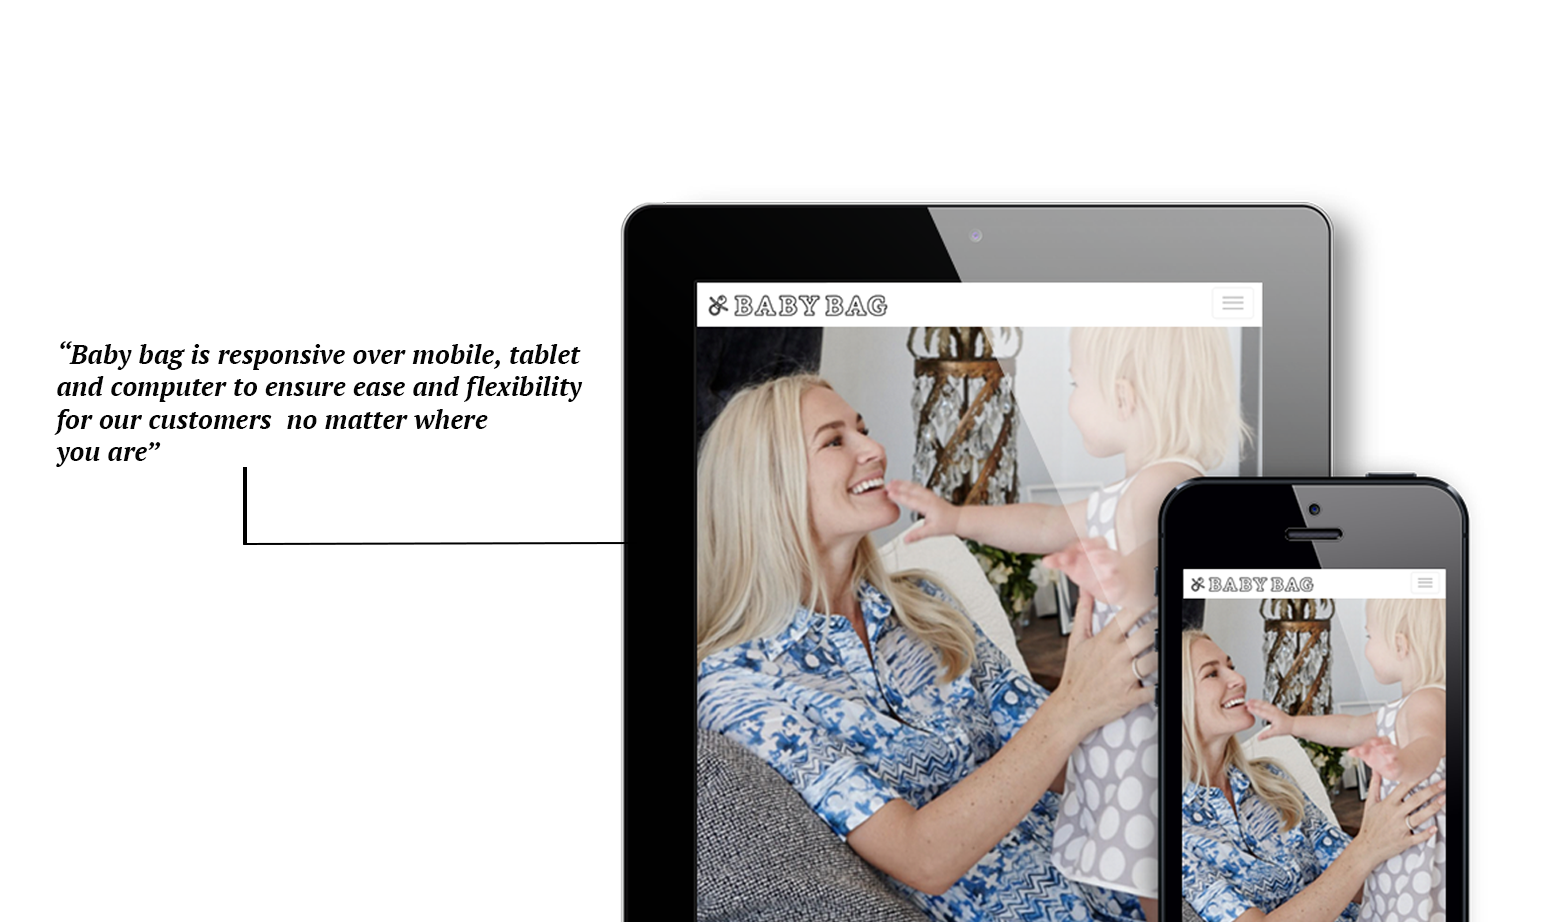 “Baby bag is responsive over mobile, tablet
and computer to ensure ease and flexibility
for our customers  no matter where
you are”
BABY BAG
BABY BAG